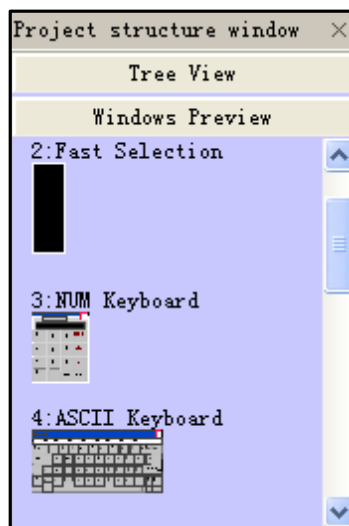 Project structure window
Tree View
Windows Preview
2:Fast Selection
3:NUM Keyboard
4:ASCII Keyboard